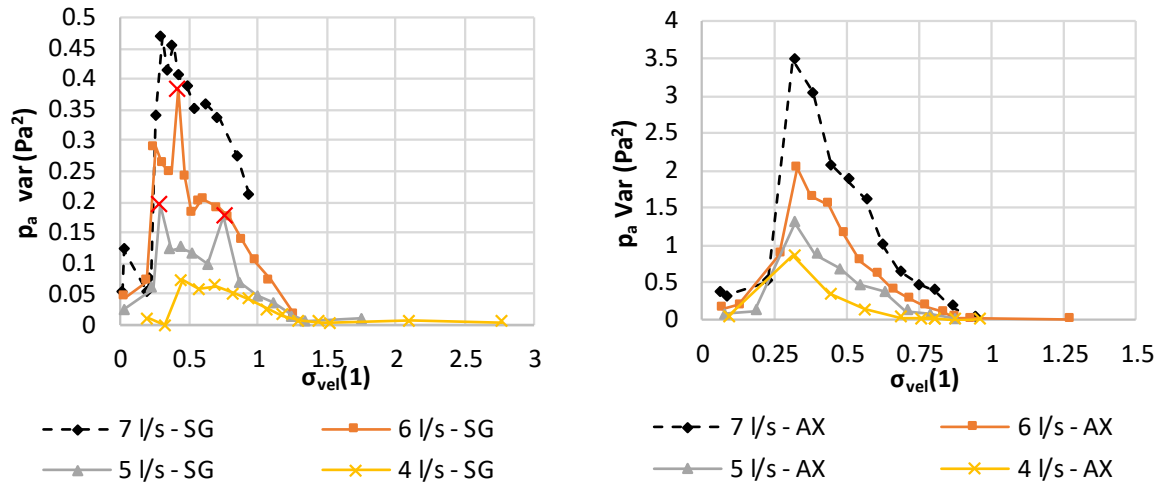 0.5
0.45
0.4
0.35
0.3
0.25
0.2
0.15
0.1
0.05
0
pₐ var (Pa²)
0 0.5 1 1.5 2 2.5 3
σvel(1)
7 l/s - SG 6 l/s - SG
5 l/s - SG 4 l/s - SG
4
3.5
3
2.5
2
1.5
1
0.5
0
pₐ Var (Pa²)
0 0.25 0.5 0.75 1 1.25 1.5
σvel(1)
7 l/s - AX 6 l/s - AX
5 l/s - AX 4 l/s - AX